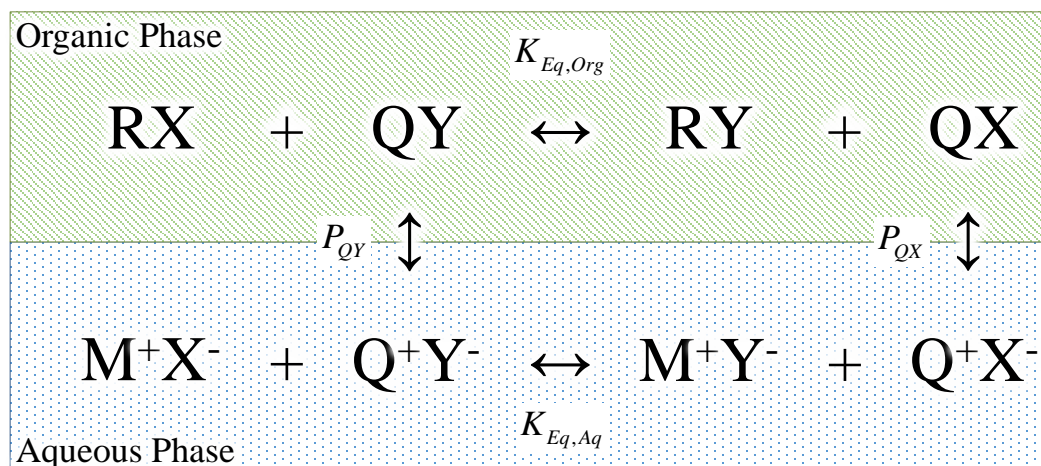 Organic Phase
K_{Eq,Org}
RX + QY ↔ RY + QX
P_{QY} ↕ P_{QX} ↕
M⁺X⁻ + Q⁺Y⁻ ↔ M⁺Y⁻ + Q⁺X⁻
K_{Eq,Aq}
Aqueous Phase